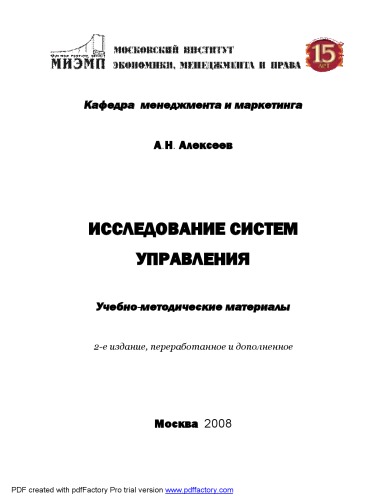 МОСКОВСКИЙ ИНСТИТУТ
МИЭМП ЭКОНОМИКИ, МЕНЕДЖМЕНТА И ПРАВА
15 ЛЕТ
Кафедра менеджмента и маркетинга
А.Н. Алексеев
ИССЛЕДОВАНИЕ СИСТЕМ
УПРАВЛЕНИЯ
Учебно-методические материалы
2-е издание, переработанное и дополненное
Москва 2008
PDF created with pdfFactory Pro trial version www.pdffactory.com